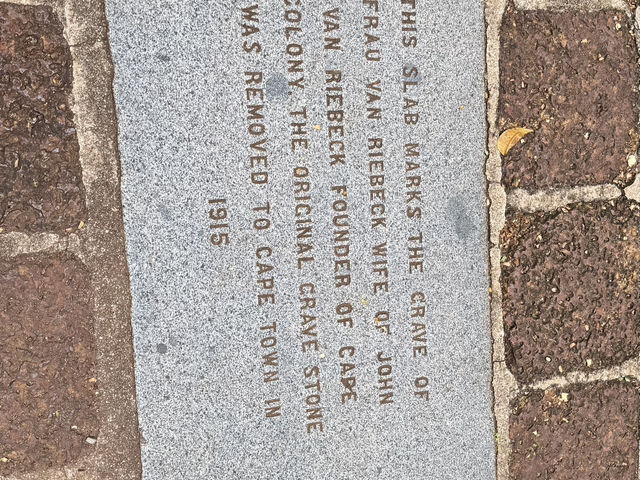 THIS SLAB MARKS THE GRAVE OF
FRAU VAN RIEBECK WIFE OF JOHN
VAN RIEBECK FOUNDER OF CAPE
COLONY. THE ORIGINAL GRAVE STONE
WAS REMOVED TO CAPE TOWN IN
1915